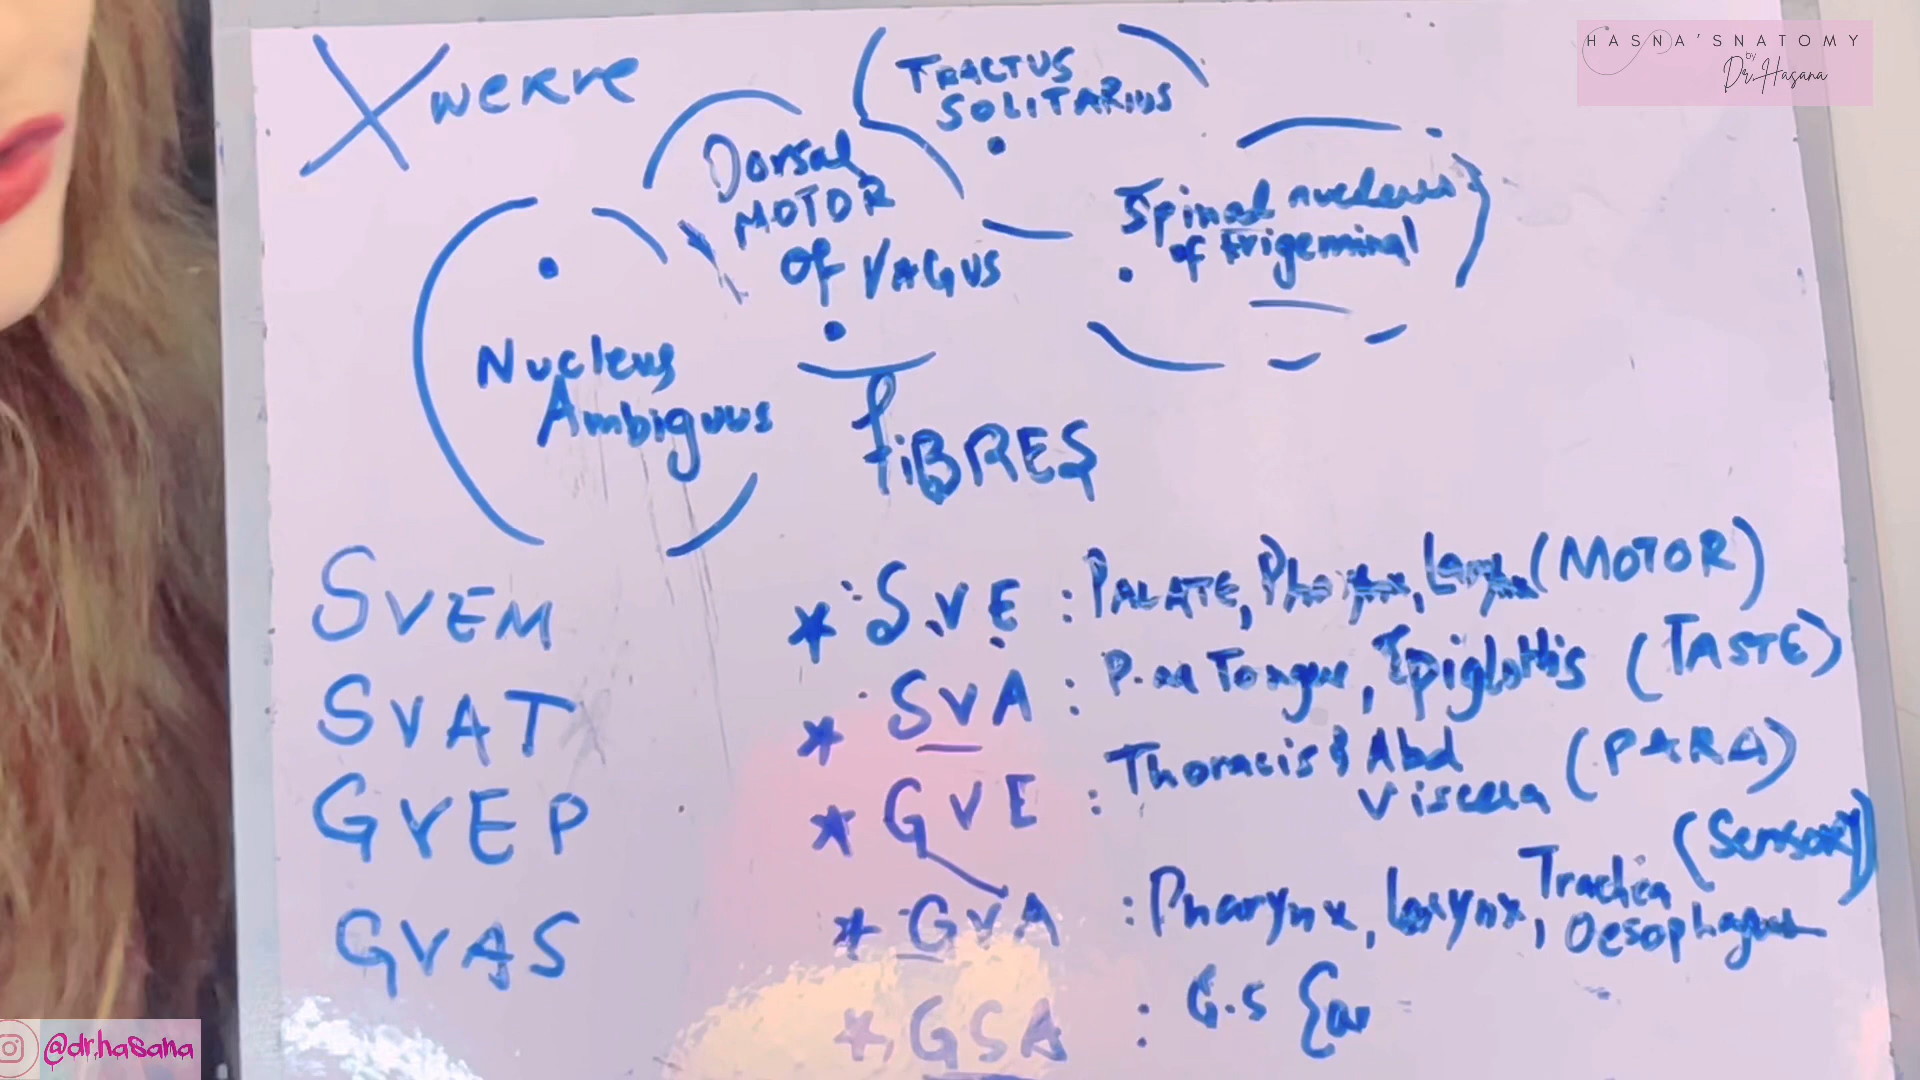 X nerve
TRACTUS
SOLITARIUS
Dorsal
MOTOR
of VAGUS
Spinal nucleus
of trigeminal
Nucleus
Ambiguus
FiBRES
SVEM
SVAT
GVEP
GVAS
* SVE : PALATE, Pharynx, Larynx (MOTOR)
* SVA : P. Tongue, Epiglottis (TASTE)
* GVE : Thoracis & Abd
Viscera (PARA)
* GVA : Pharynx, Larynx, Trachea (Sensory)
Oesophagus
* GSA : G.S Ear
HASNA'SNATOMY
by
Dr.Hasana
@dr.hasana